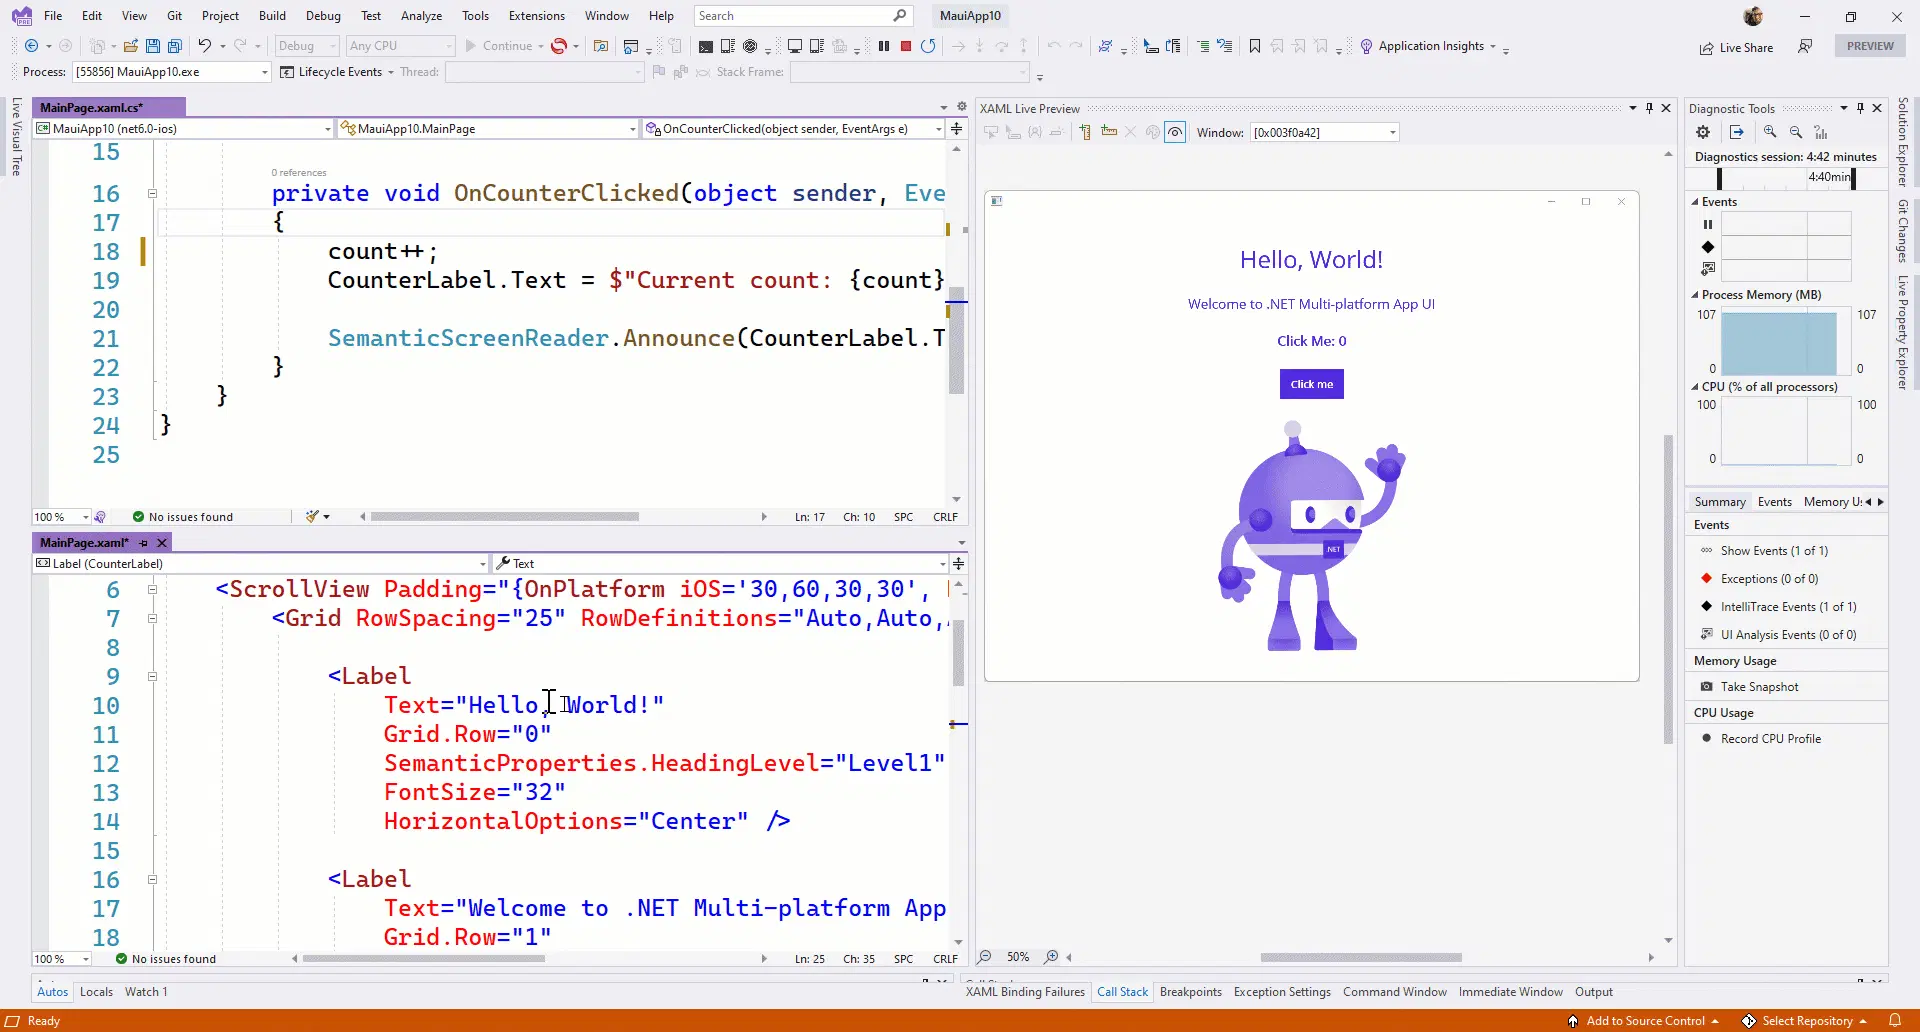 File Edit View Git Project Build Debug Test Analyze Tools Extensions Window Help Search MauiApp10
Debug Any CPU Continue Application Insights Live Share PREVIEW
Process: [55856] MauiApp10.exe Lifecycle Events Thread: Stack Frame:
Live Visual Tree
MainPage.xaml.cs*
MauiApp10 (net6.0-ios) MauiApp10.MainPage OnCounterClicked(object sender, EventArgs e)
15
0 references
16 private void OnCounterClicked(object sender, Eve
17 {
18 count++;
19 CounterLabel.Text = $"Current count: {count}
20
21 SemanticScreenReader.Announce(CounterLabel.T
22 }
23 }
24 }
25
100 % No issues found Ln: 17 Ch: 10 SPC CRLF
MainPage.xaml*
Label (CounterLabel) Text
6 <ScrollView Padding="{OnPlatform iOS='30,60,30,30',
7 <Grid RowSpacing="25" RowDefinitions="Auto,Auto,
8
9 <Label
10 Text="Hello, World!"
11 Grid.Row="0"
12 SemanticProperties.HeadingLevel="Level1"
13 FontSize="32"
14 HorizontalOptions="Center" />
15
16 <Label
17 Text="Welcome to .NET Multi-platform App
18 Grid.Row="1"
100 % No issues found Ln: 25 Ch: 35 SPC CRLF
Autos Locals Watch 1
XAML Live Preview
Window: [0x003f0a42]
Hello, World!
Welcome to .NET Multi-platform App UI
Click Me: 0
Click me
.NET
50%
XAML Binding Failures Call Stack Breakpoints Exception Settings Command Window Immediate Window Output
Diagnostic Tools
Diagnostics session: 4:42 minutes
4:40min
Events
Process Memory (MB)
107 107
0 0
CPU (% of all processors)
100 100
0 0
Summary Events Memory U
Events
Show Events (1 of 1)
Exceptions (0 of 0)
IntelliTrace Events (1 of 1)
UI Analysis Events (0 of 0)
Memory Usage
Take Snapshot
CPU Usage
Record CPU Profile
Solution Explorer
Git Changes
Live Property Explorer
Ready Add to Source Control Select Repository